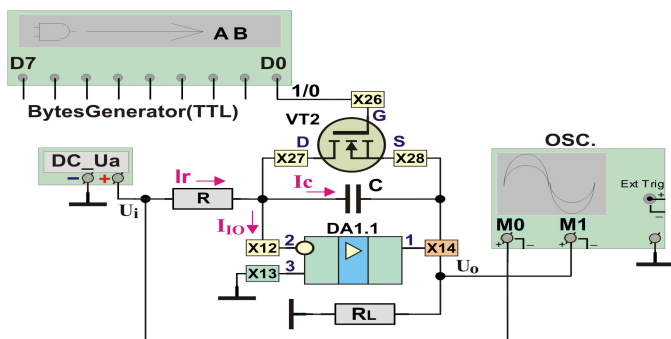 A B
D7 D0
BytesGenerator(TTL)
1/0
X26
G
VT2
D S
X27 X28
OSC.
DC_Ua
- +
Ir
R
Ic
C
Ext Trig
+
Ui
IIO
DA1.1
M0 M1
+ - + -
X12 2 1 X14
X13 3
Uo
RL